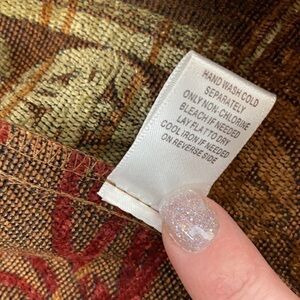 HAND WASH COLD
SEPARATELY
ONLY NON-CHLORINE
BLEACH IF NEEDED
LAY FLAT TO DRY
COOL IRON IF NEEDED
ON REVERSE SIDE